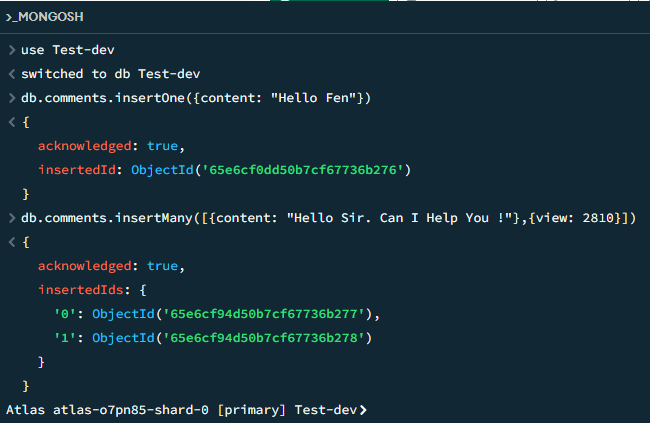 >_MONGOSH
> use Test-dev
< switched to db Test-dev
> db.comments.insertOne({content: "Hello Fen"})
< {
    acknowledged: true,
    insertedId: ObjectId('65e6cf0dd50b7cf67736b276')
  }
> db.comments.insertMany([{content: "Hello Sir. Can I Help You !"},{view: 2810}])
< {
    acknowledged: true,
    insertedIds: {
      '0': ObjectId('65e6cf94d50b7cf67736b277'),
      '1': ObjectId('65e6cf94d50b7cf67736b278')
    }
  }
Atlas atlas-o7pn85-shard-0 [primary] Test-dev>